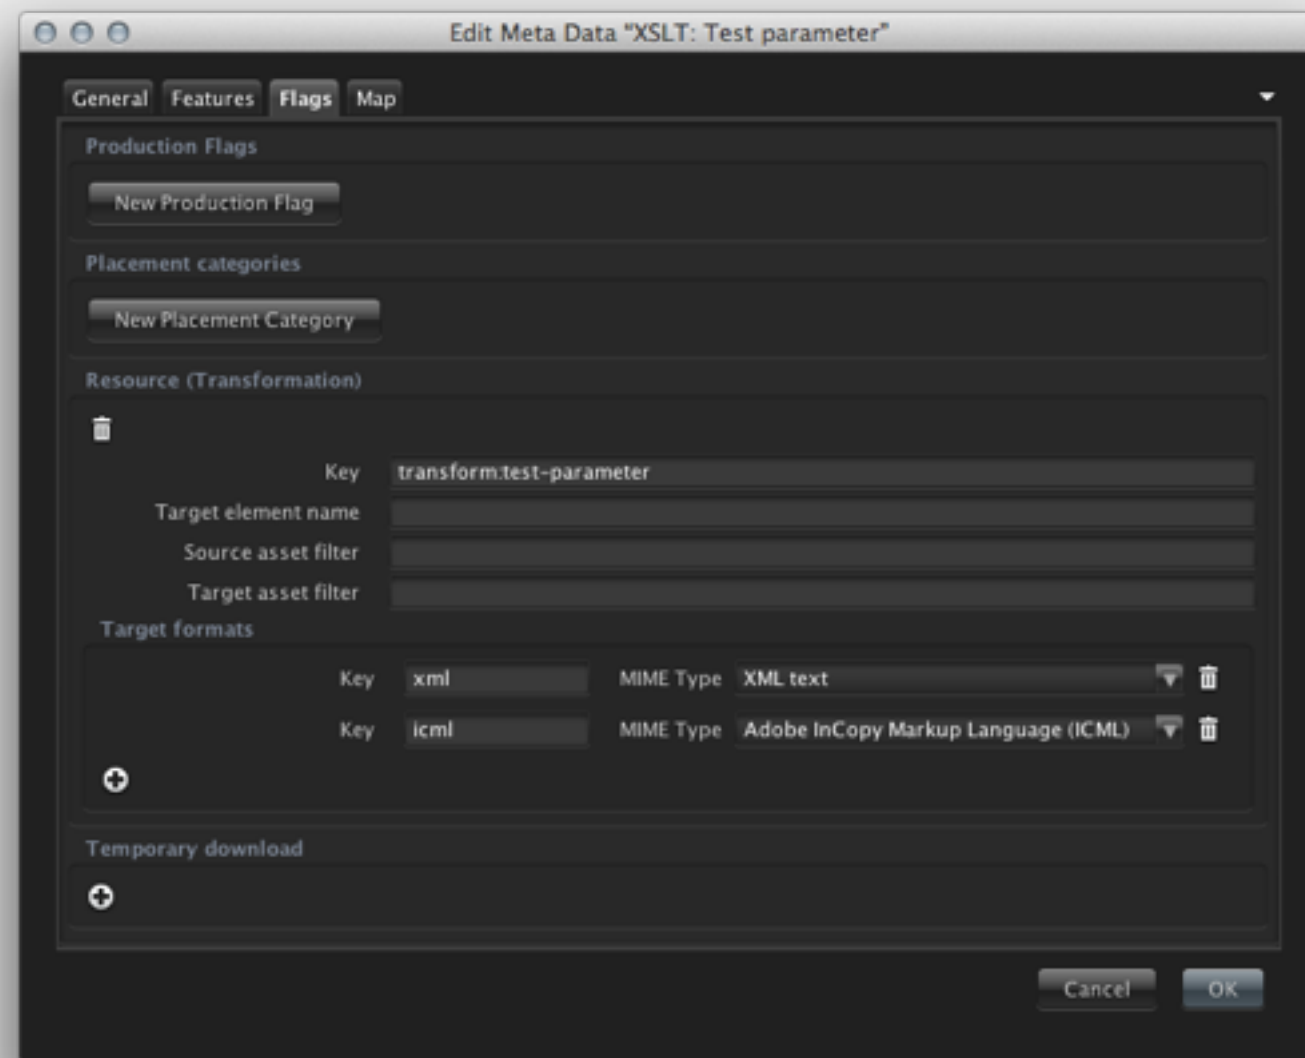 Edit Meta Data "XSLT: Test parameter"
General Features Flags Map
Production Flags
New Production Flag
Placement categories
New Placement Category
Resource (Transformation)
Key transform:test-parameter
Target element name
Source asset filter
Target asset filter
Target formats
Key xml MIME Type XML text
Key icml MIME Type Adobe InCopy Markup Language (ICML)
Temporary download
Cancel OK